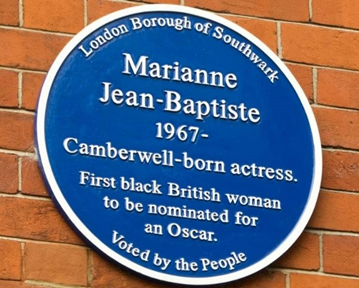 London Borough of Southwark
Marianne
Jean-Baptiste
1967-
Camberwell-born actress.
First black British woman
to be nominated for
an Oscar.
Voted by the People